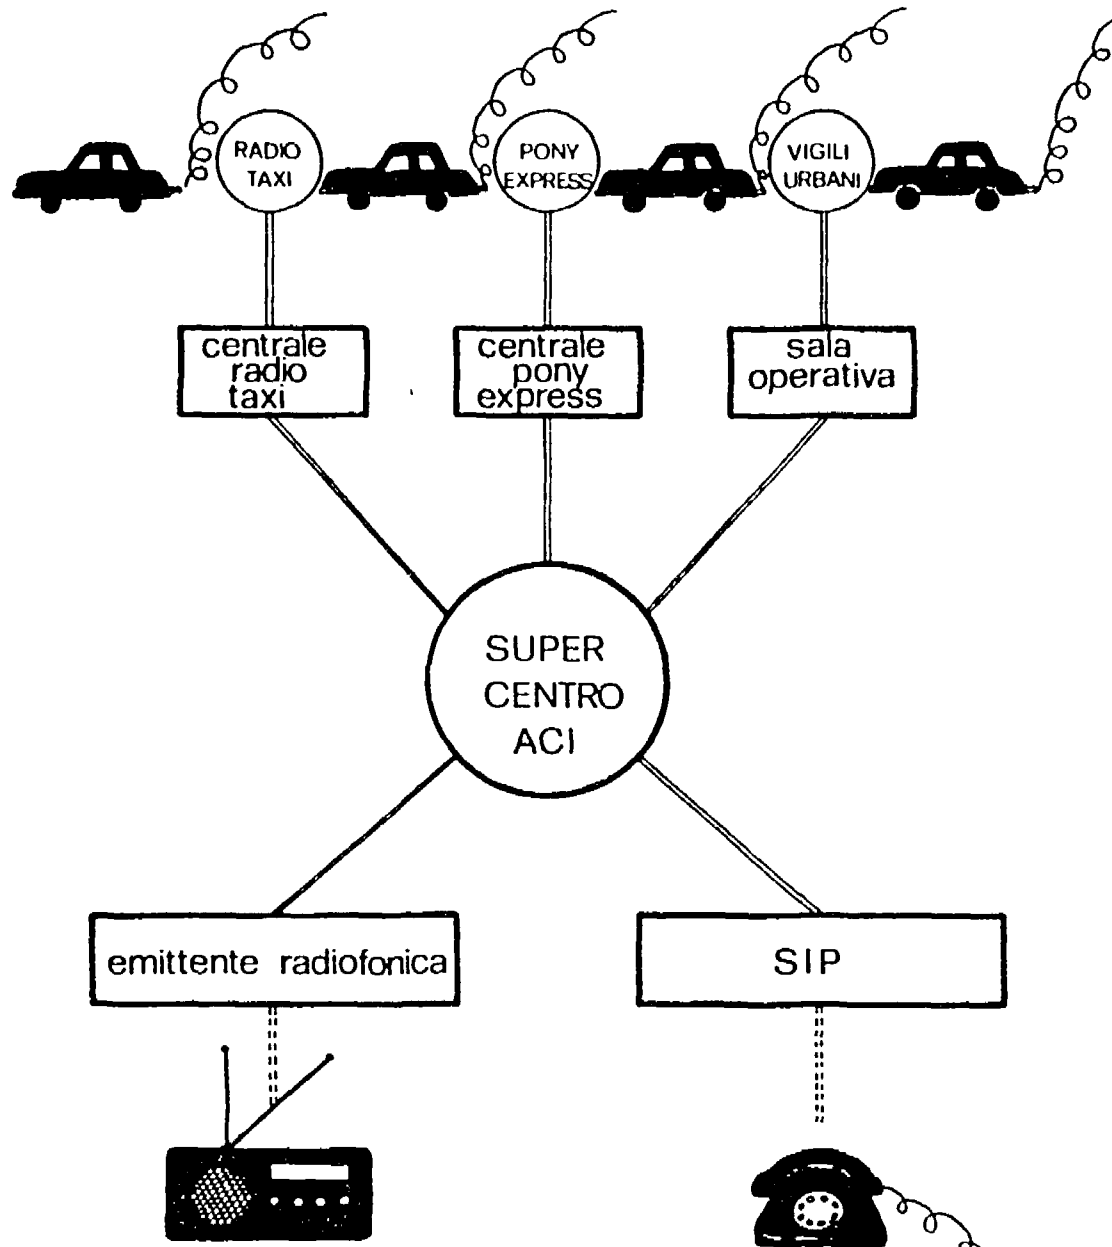 RADIO
TAXI
PONY
EXPRESS
VIGILI
URBANI
centrale
radio
taxi
centrale
pony
express
sala
operativa
SUPER
CENTRO
ACI
emittente radiofonica
SIP